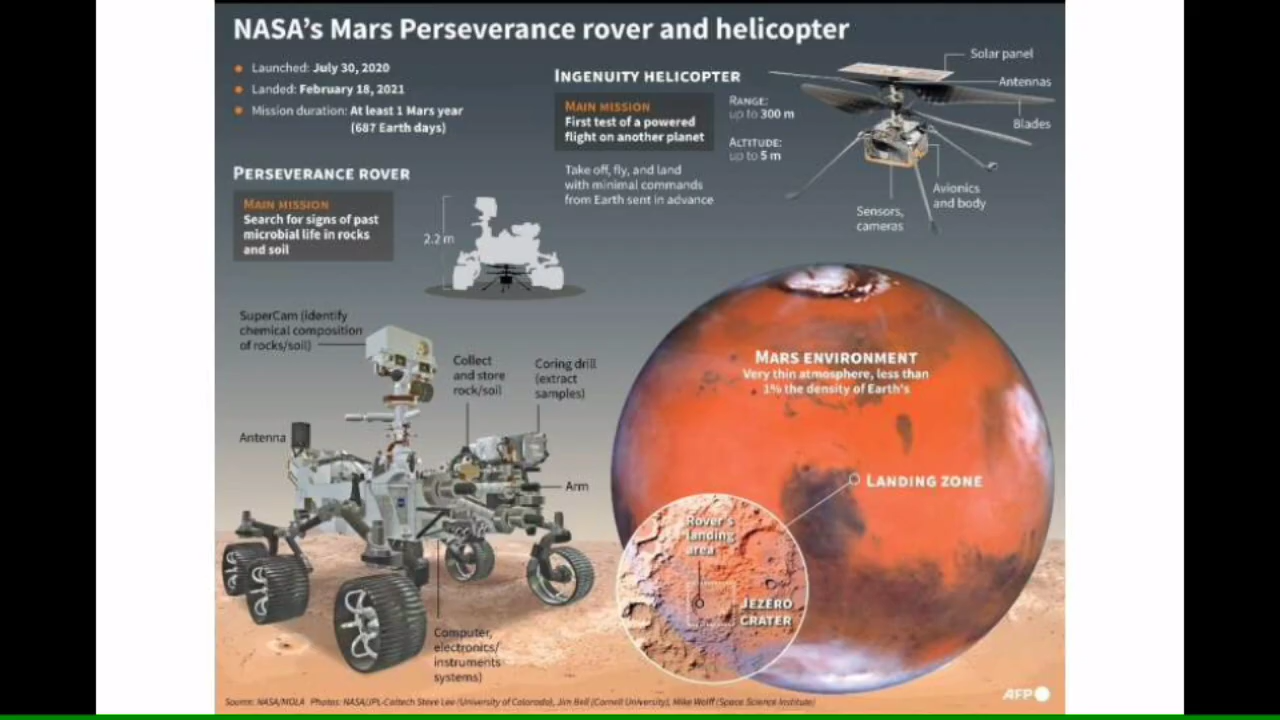 NASA's Mars Perseverance rover and helicopter
Launched: July 30, 2020
Landed: February 18, 2021
Mission duration: At least 1 Mars year
(687 Earth days)
PERSEVERANCE ROVER
MAIN MISSION
Search for signs of past
microbial life in rocks
and soil
2.2 m
INGENUITY HELICOPTER
MAIN MISSION
First test of a powered
flight on another planet
Take off, fly, and land
with minimal commands
from Earth sent in advance
RANGE:
up to 300 m
ALTITUDE:
up to 5 m
Solar panel
Antennas
Blades
Avionics
and body
Sensors,
cameras
SuperCam (identify
chemical composition
of rocks/soil)
Collect
and store
rock/soil
Coring drill
(extract
samples)
Antenna
Arm
Computer,
electronics/
instruments
systems)
MARS ENVIRONMENT
Very thin atmosphere, less than
1% the density of Earth's
LANDING ZONE
Rover's
landing
area
JEZERO
CRATER
Source: NASA/NOLA Photos: NASA/JPL-Caltech Steve Lee (University of Colorado), Jim Bell (Cornell University), Mike Wolff (Space Science Institute)
AFP